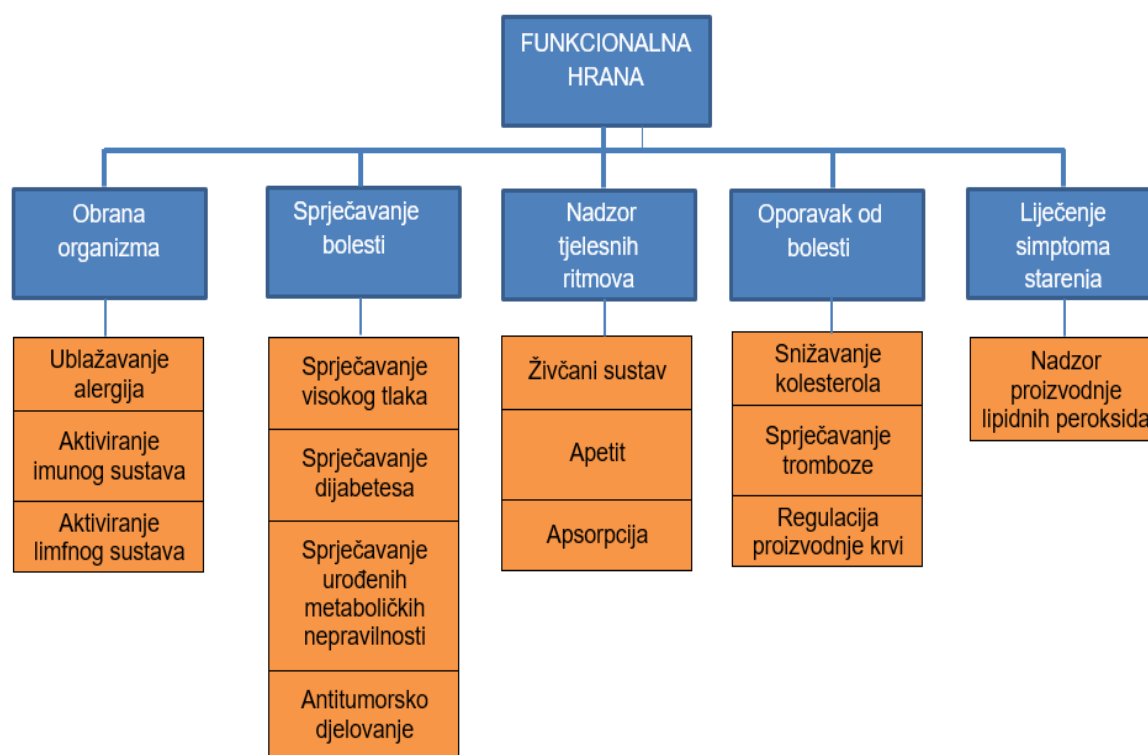 FUNKCIONALNA
HRANA
Obrana
organizma
Ublažavanje
alergija
Aktiviranje
imunog sustava
Aktiviranje
limfnog sustava
Sprječavanje
bolesti
Sprječavanje
visokog tlaka
Sprječavanje
dijabetesa
Sprječavanje
urođenih
metaboličkih
nepravilnosti
Antitumorsko
djelovanje
Nadzor
tjelesnih
ritmova
Živčani sustav
Apetit
Apsorpcija
Oporavak od
bolesti
Snižavanje
kolesterola
Sprječavanje
tromboze
Regulacija
proizvodnje krvi
Liječenje
simptoma
starenja
Nadzor
proizvodnje
lipidnih peroksida